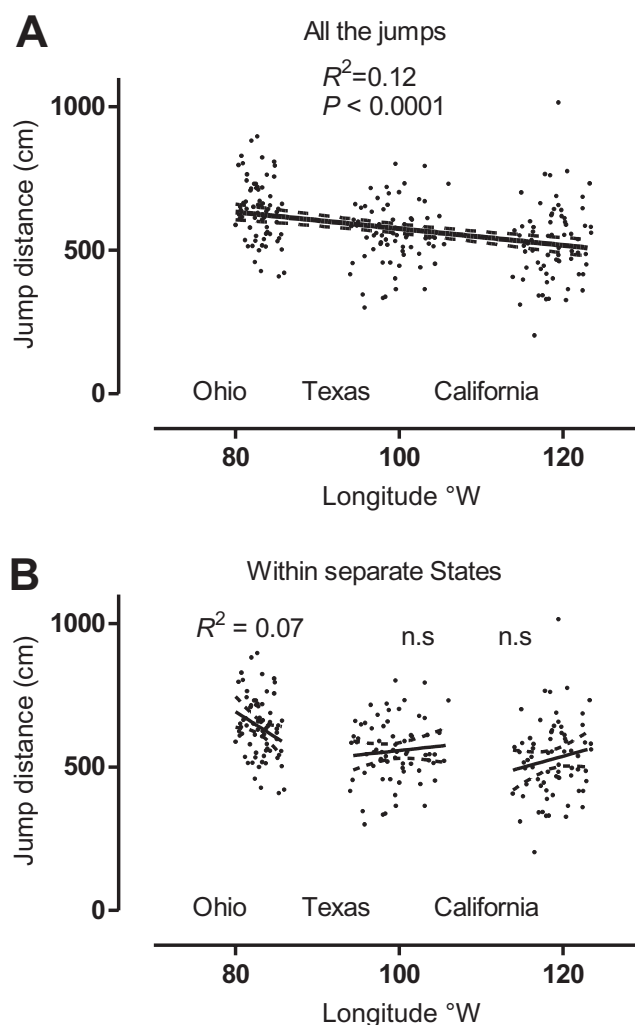 A
All the jumps
R²=0.12
P < 0.0001
1000
500
0
Jump distance (cm)
Ohio Texas California
80 100 120
Longitude °W
B
Within separate States
R² = 0.07 n.s n.s
1000
500
0
Jump distance (cm)
Ohio Texas California
80 100 120
Longitude °W